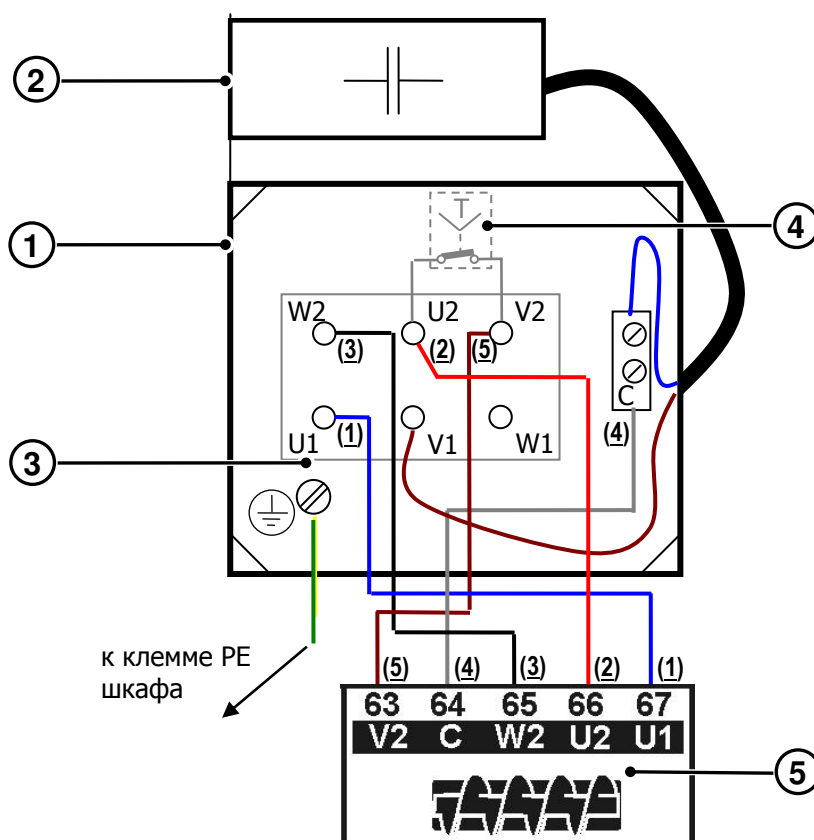 2
1
T
4
W2 U2 V2
(3) (2) (5)
C
U1 (1) V1 W1 (4)
3
к клемме PE
шкафа
(5) (4) (3) (2) (1)
63 64 65 66 67
V2 C W2 U2 U1
5